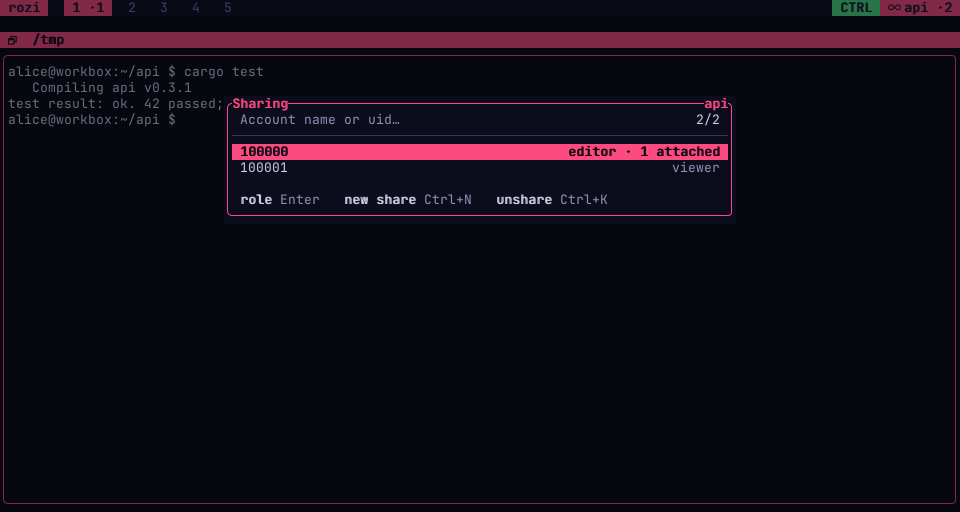 rozi 1 ·1 2 3 4 5 CTRL ∞api ·2
/tmp
alice@workbox:~/api $ cargo test
Compiling api v0.3.1
test result: ok. 42 passed;
alice@workbox:~/api $
Sharing api
Account name or uid… 2/2
100000 editor · 1 attached
100001 viewer
role Enter new share Ctrl+N unshare Ctrl+K